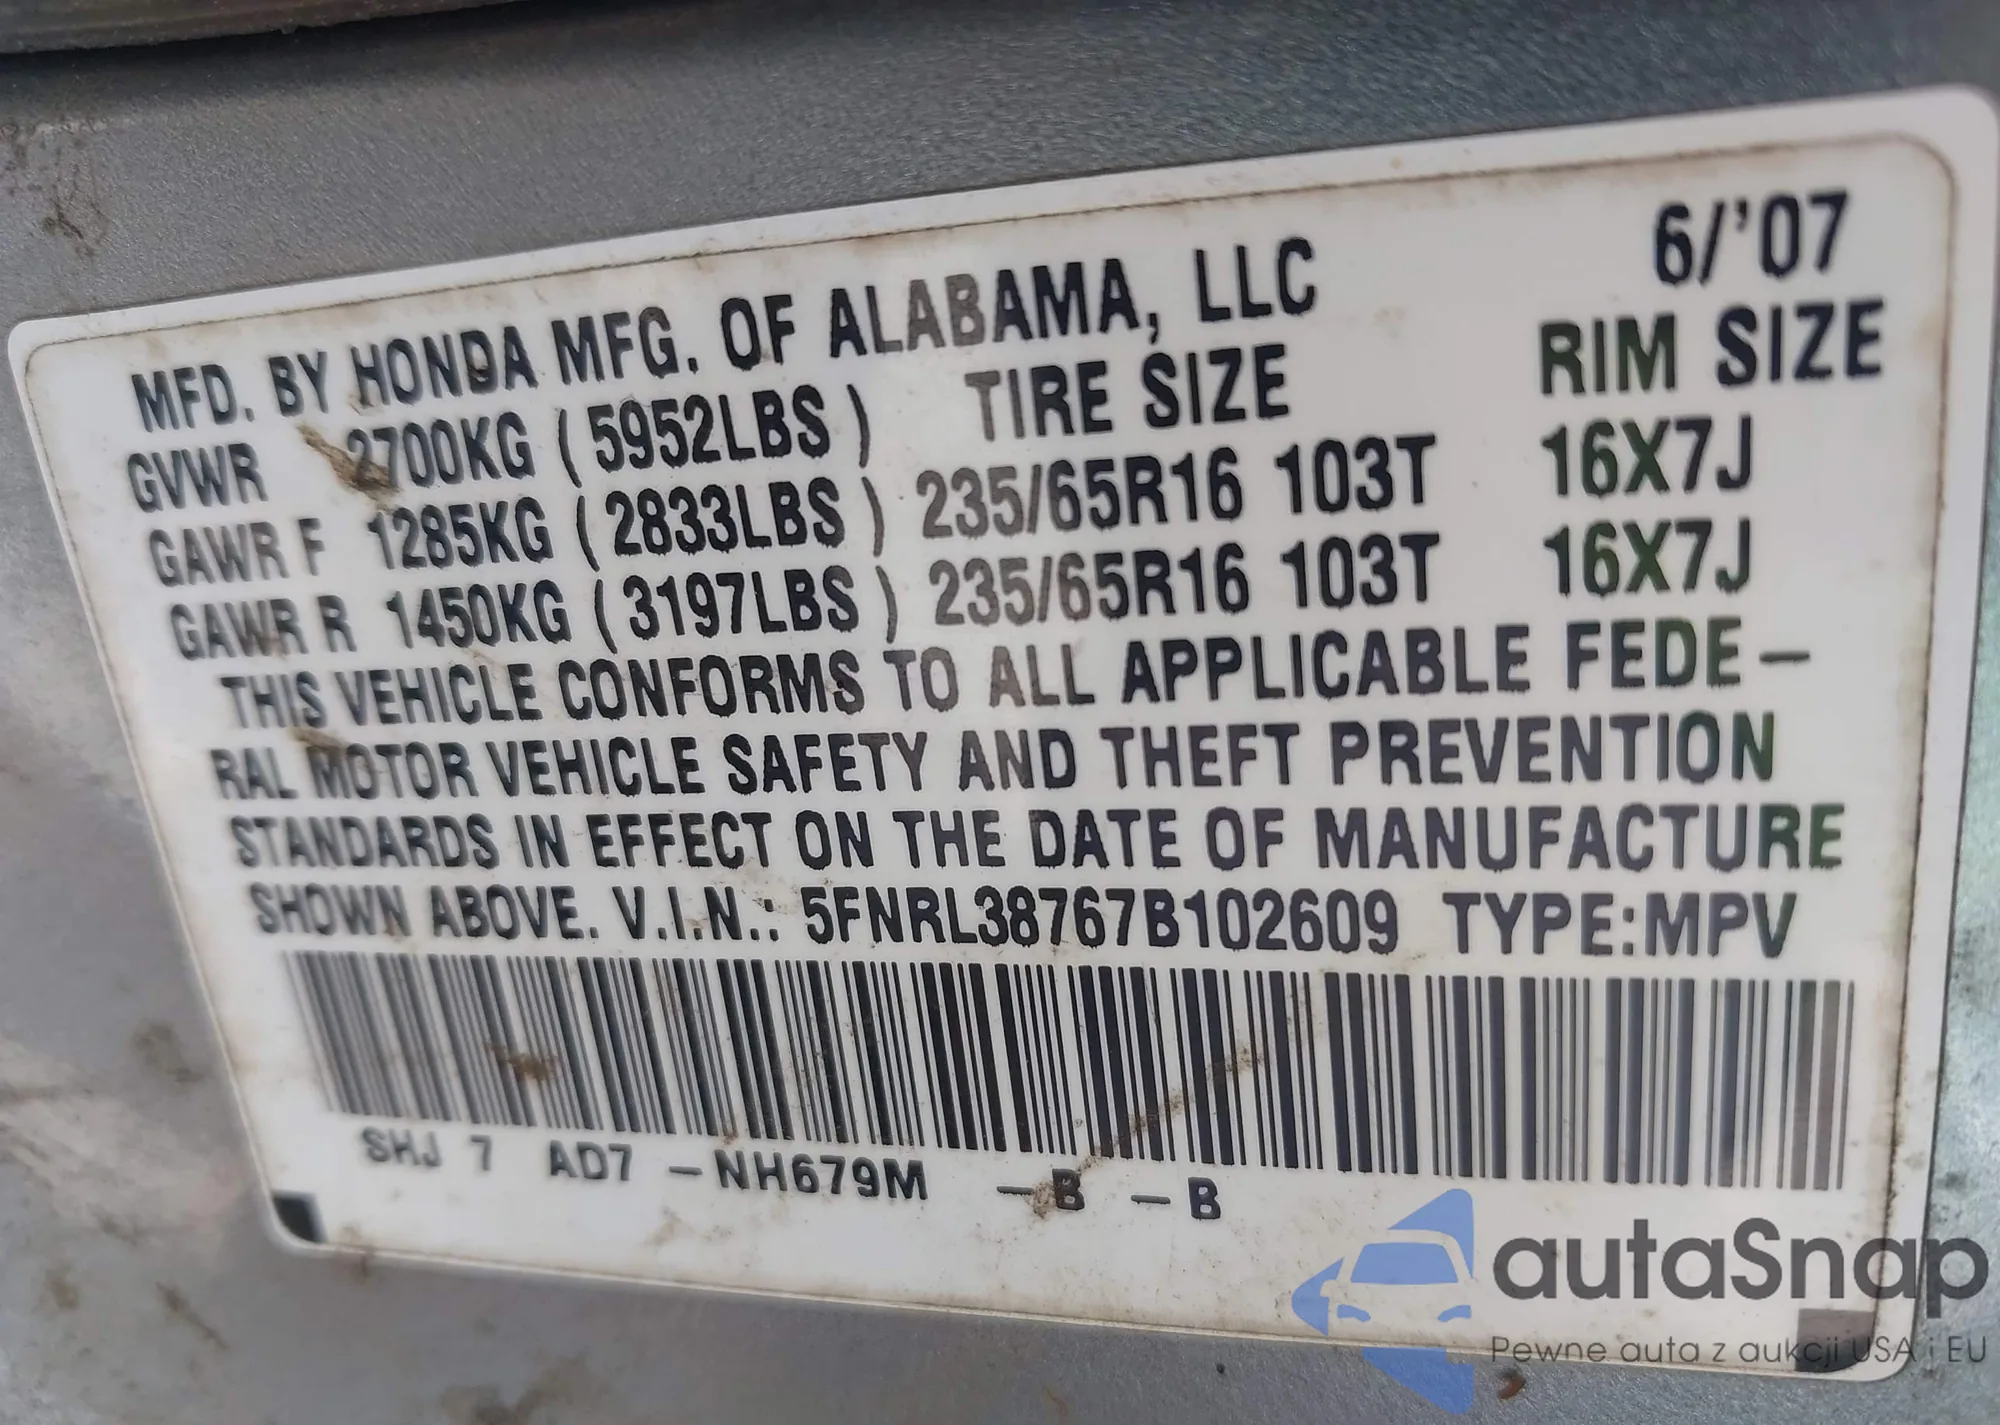 6/'07
MFD. BY HONDA MFG. OF ALABAMA, LLC
GVWR 2700KG ( 5952LBS ) TIRE SIZE RIM SIZE
GAWR F 1285KG ( 2833LBS ) 235/65R16 103T 16X7J
GAWR R 1450KG ( 3197LBS ) 235/65R16 103T 16X7J
THIS VEHICLE CONFORMS TO ALL APPLICABLE FEDE-
RAL MOTOR VEHICLE SAFETY AND THEFT PREVENTION
STANDARDS IN EFFECT ON THE DATE OF MANUFACTURE
SHOWN ABOVE. V.I.N.: 5FNRL38767B102609 TYPE:MPV
SHJ 7 AD7 -NH679M -B -B
autaSnap
Pewne auta z aukcji USA i EU